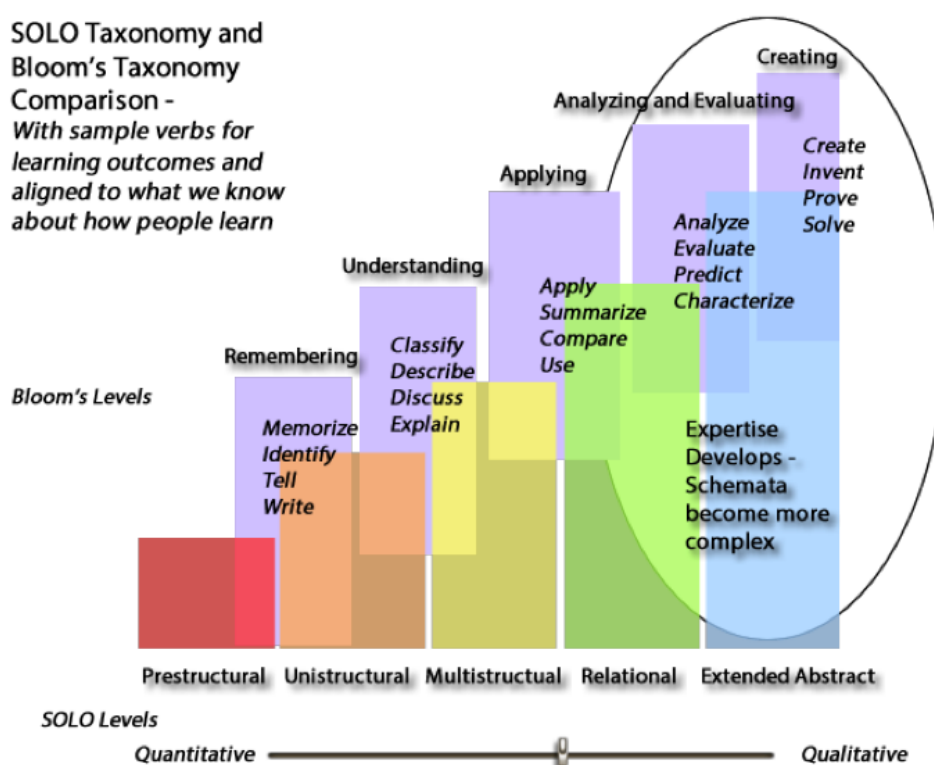 SOLO Taxonomy and
Bloom's Taxonomy
Comparison -
With sample verbs for
learning outcomes and
aligned to what we know
about how people learn
Creating
Analyzing and Evaluating
Applying
Understanding
Remembering
Create
Invent
Prove
Solve
Analyze
Evaluate
Predict
Characterize
Apply
Summarize
Compare
Use
Classify
Describe
Discuss
Explain
Memorize
Identify
Tell
Write
Bloom's Levels
Expertise
Develops -
Schemata
become more
complex
Prestructural
Unistructural
Multistructual
Relational
Extended Abstract
SOLO Levels
Quantitative
Qualitative